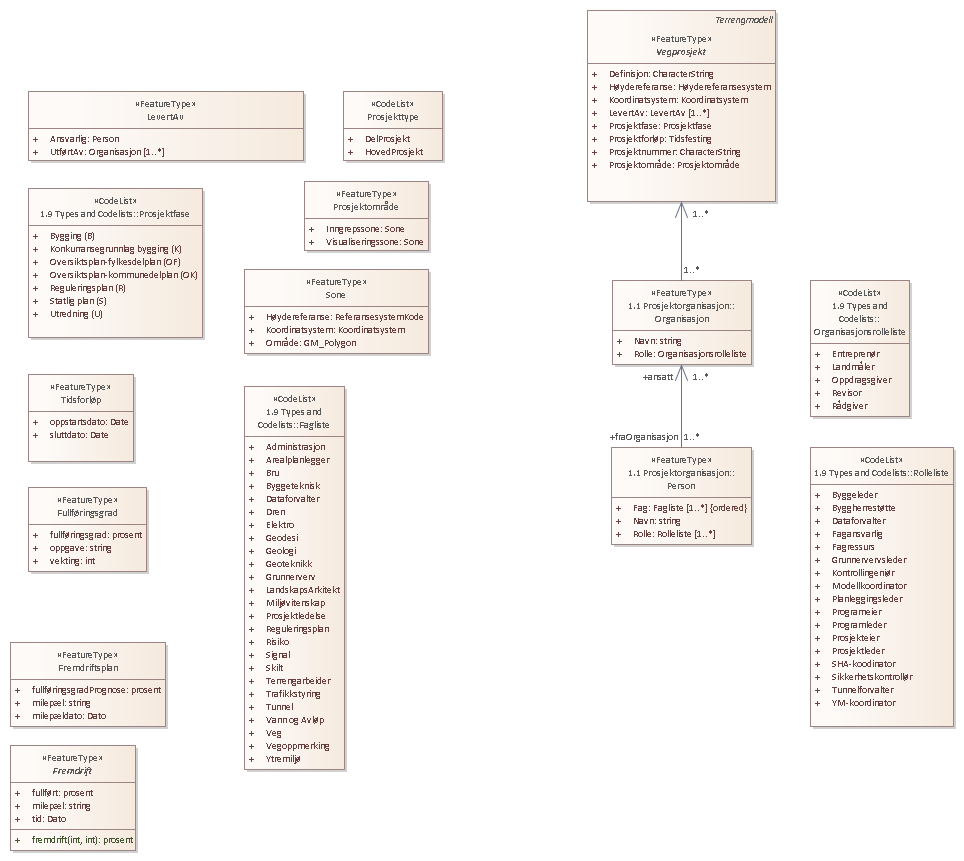 Terrengmodell
«FeatureType»
Vegprosjekt
+ Definisjon: CharacterString
+ Høydereferanse: Høydereferansesystem
+ Koordinatsystem: Koordinatsystem
+ LevertAv: LevertAv [1..*]
+ Prosjektfase: Prosjektfase
+ Prosjektforløp: Tidsfesting
+ Prosjektnummer: CharacterString
+ Prosjektområde: Prosjektområde
«FeatureType»
LevertAv
+ Ansvarlig: Person
+ UtførtAv: Organisasjon [1..*]
«CodeList»
Prosjekttype
+ DelProsjekt
+ HovedProsjekt
«CodeList»
1.9 Types and Codelists::Prosjektfase
+ Bygging (B)
+ Konkurransegrunnlag bygging (K)
+ Oversiktsplan-fylkesdelplan (OF)
+ Oversiktsplan-kommunedelplan (OK)
+ Reguleringsplan (R)
+ Statlig plan (S)
+ Utredning (U)
«FeatureType»
Prosjektområde
+ Inngrepssone: Sone
+ Visualiseringssone: Sone
«FeatureType»
Sone
+ Høydereferanse: ReferansesystemKode
+ Koordinatsystem: Koordinatsystem
+ Område: GM_Polygon
1..*
1..*
«FeatureType»
1.1 Prosjektorganisasjon::
Organisasjon
+ Navn: string
+ Rolle: Organisasjonsrolleliste
+ansatt 1..*
+fraOrganisasjon 1..*
«FeatureType»
1.1 Prosjektorganisasjon::
Person
+ Fag: Fagliste [1..*] {ordered}
+ Navn: string
+ Rolle: Rolleliste [1..*]
«CodeList»
1.9 Types and
Codelists::
Organisasjonsrolleliste
+ Entreprenør
+ Landmåler
+ Oppdragsgiver
+ Revisor
+ Rådgiver
«FeatureType»
Tidsforløp
+ oppstartsdato: Date
+ sluttdato: Date
«CodeList»
1.9 Types and
Codelists::Fagliste
+ Administrasjon
+ Arealplanlegger
+ Bru
+ Byggeteknisk
+ Dataforvalter
+ Dren
+ Elektro
+ Geodesi
+ Geologi
+ Geoteknikk
+ Grunnerverv
+ LandskapsArkitekt
+ Miljøvitenskap
+ Prosjektledelse
+ Reguleringsplan
+ Risiko
+ Signal
+ Skilt
+ Terrengarbeider
+ Trafikkstyring
+ Tunnel
+ Vann og Avløp
+ Veg
+ Vegoppmerking
+ Ytremiljø
«CodeList»
1.9 Types and Codelists::Rolleliste
+ Byggeleder
+ Byggherrestøtte
+ Dataforvalter
+ Fagansvarlig
+ Fagressurs
+ Grunnervervsleder
+ Kontrollingeniør
+ Modellkoordinator
+ Planleggingsleder
+ Programeier
+ Programleder
+ Prosjekteier
+ Prosjektleder
+ SHA-koodinator
+ Sikkerhetskontrollør
+ Tunnelforvalter
+ YM-koordinator
«FeatureType»
Fullføringsgrad
+ fullføringsgrad: prosent
+ oppgave: string
+ vekting: int
«FeatureType»
Fremdriftsplan
+ fullføringsgradPrognose: prosent
+ milepæl: string
+ milepældato: Dato
«FeatureType»
Fremdrift
+ fullført: prosent
+ milepæl: string
+ tid: Dato
+ fremdrift(int, int): prosent